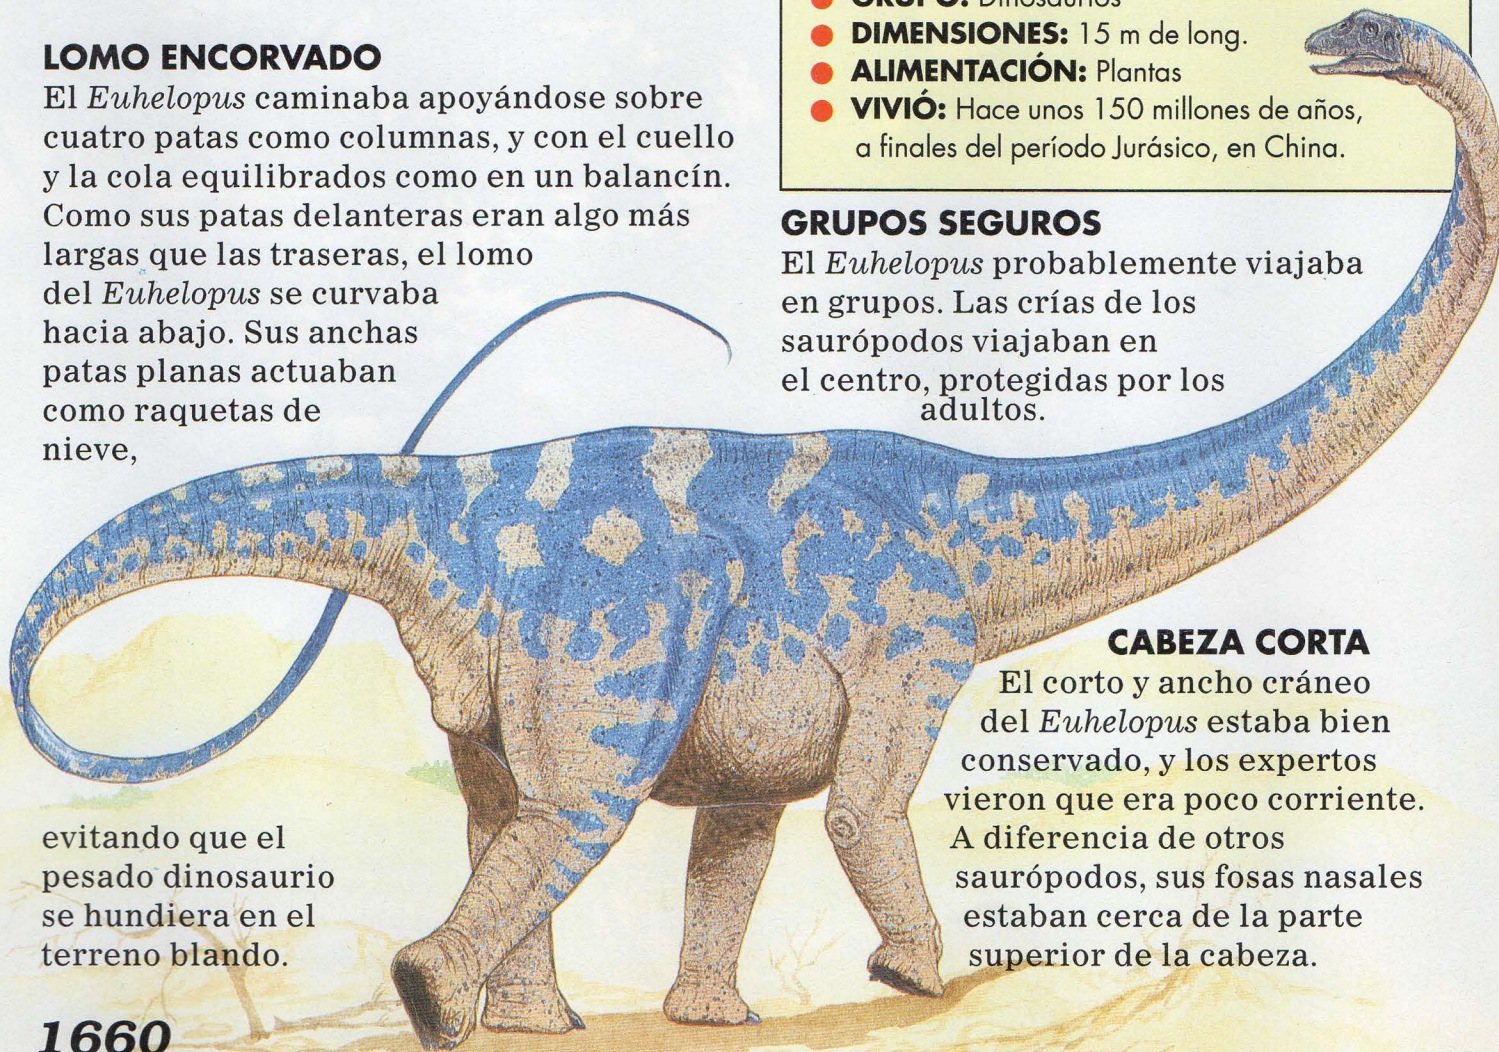 LOMO ENCORVADO
El Euhelopus caminaba apoyándose sobre
cuatro patas como columnas, y con el cuello
y la cola equilibrados como en un balancín.
Como sus patas delanteras eran algo más
largas que las traseras, el lomo
del Euhelopus se curvaba
hacia abajo. Sus anchas
patas planas actuaban
como raquetas de
nieve,
evitando que el
pesado dinosaurio
se hundiera en el
terreno blando.
GRUPO: Dinosaurios
DIMENSIONES: 15 m de long.
ALIMENTACIÓN: Plantas
VIVIÓ: Hace unos 150 millones de años,
a finales del período Jurásico, en China.
GRUPOS SEGUROS
El Euhelopus probablemente viajaba
en grupos. Las crías de los
saurópodos viajaban en
el centro, protegidas por los
adultos.
CABEZA CORTA
El corto y ancho cráneo
del Euhelopus estaba bien
conservado, y los expertos
vieron que era poco corriente.
A diferencia de otros
saurópodos, sus fosas nasales
estaban cerca de la parte
superior de la cabeza.
1660